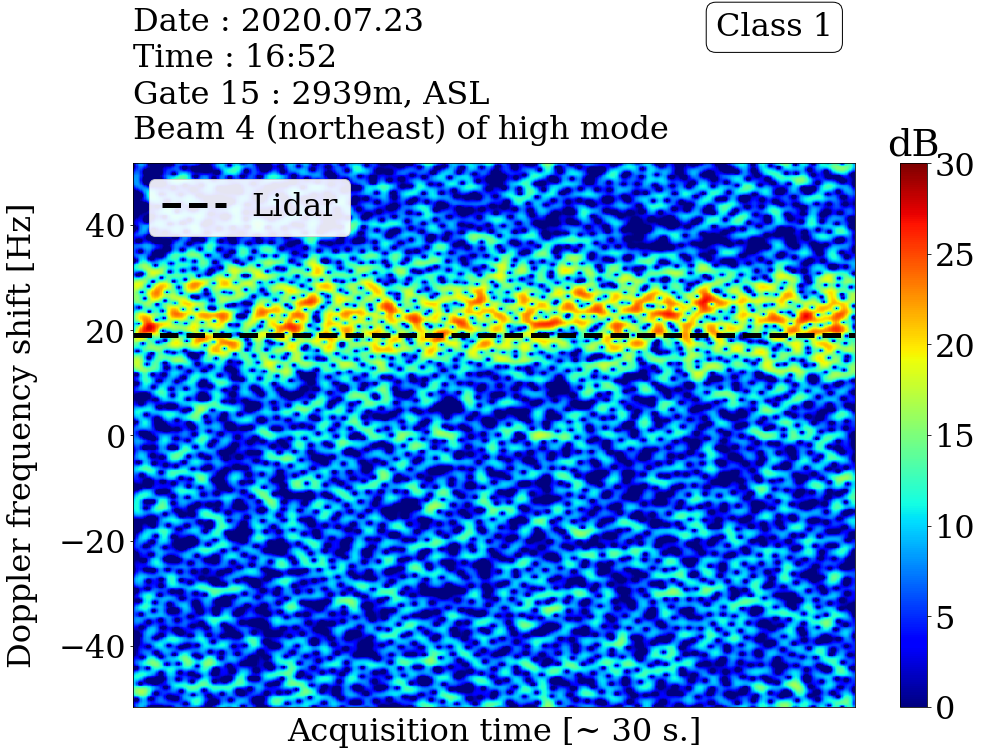 Date : 2020.07.23
Time : 16:52
Gate 15 : 2939m, ASL
Beam 4 (northeast) of high mode
Class 1
dB
Lidar
Doppler frequency shift [Hz]
40
20
0
−20
−40
30
25
20
15
10
5
0
Acquisition time [~ 30 s.]